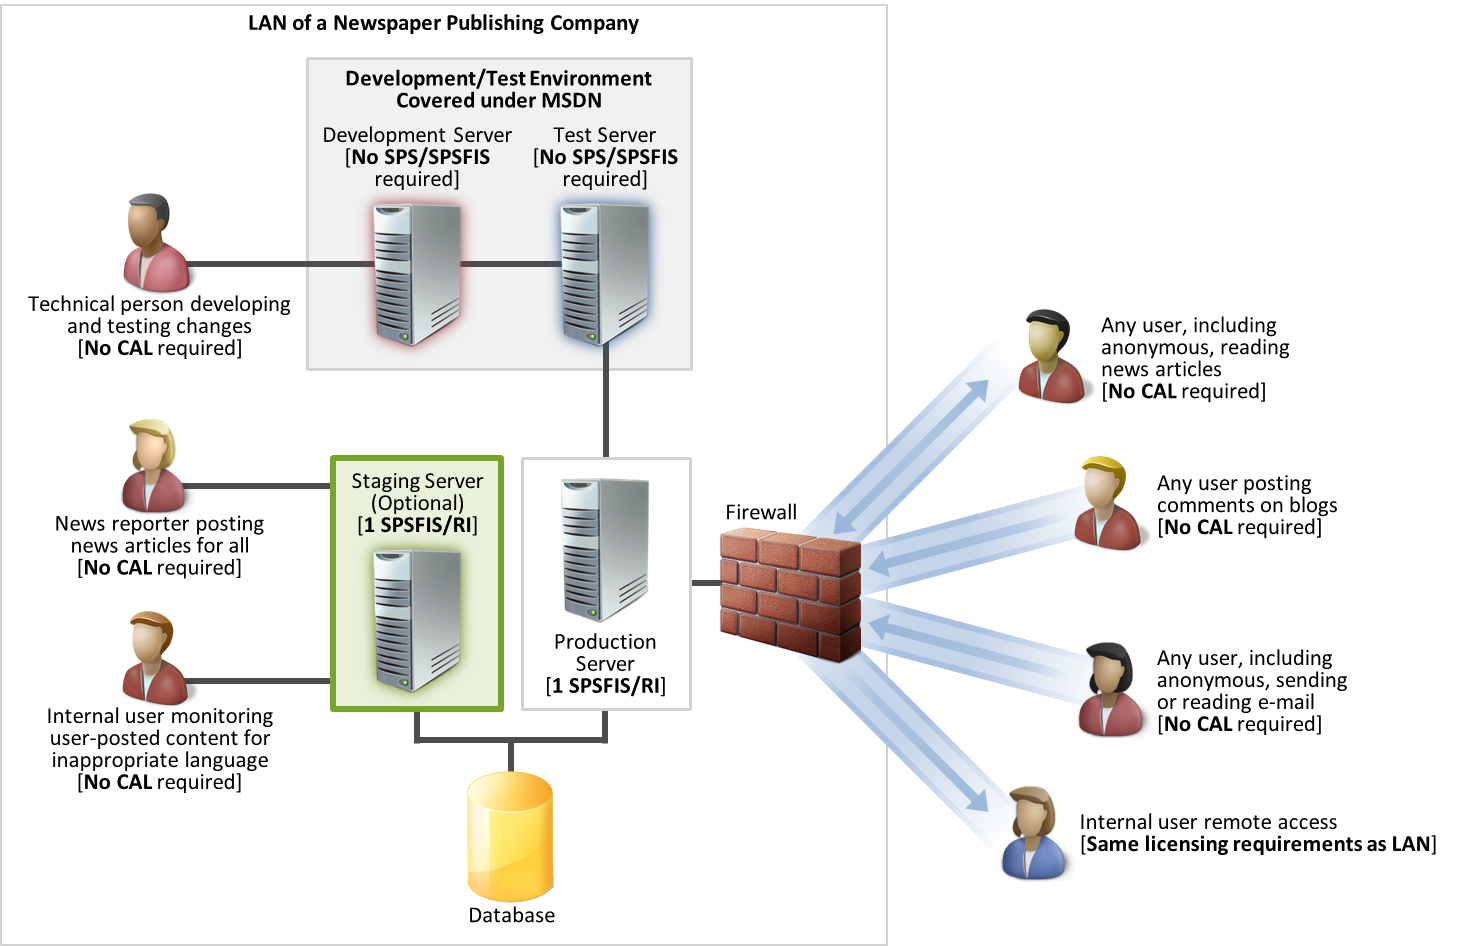 LAN of a Newspaper Publishing Company
Development/Test Environment
Covered under MSDN
Development Server
[No SPS/SPSFIS
required]
Test Server
[No SPS/SPSFIS
required]
Technical person developing
and testing changes
[No CAL required]
News reporter posting
news articles for all
[No CAL required]
Internal user monitoring
user-posted content for
inappropriate language
[No CAL required]
Staging Server
(Optional)
[1 SPSFIS/RI]
Production
Server
[1 SPSFIS/RI]
Database
Firewall
Any user, including
anonymous, reading
news articles
[No CAL required]
Any user posting
comments on blogs
[No CAL required]
Any user, including
anonymous, sending
or reading e-mail
[No CAL required]
Internal user remote access
[Same licensing requirements as LAN]